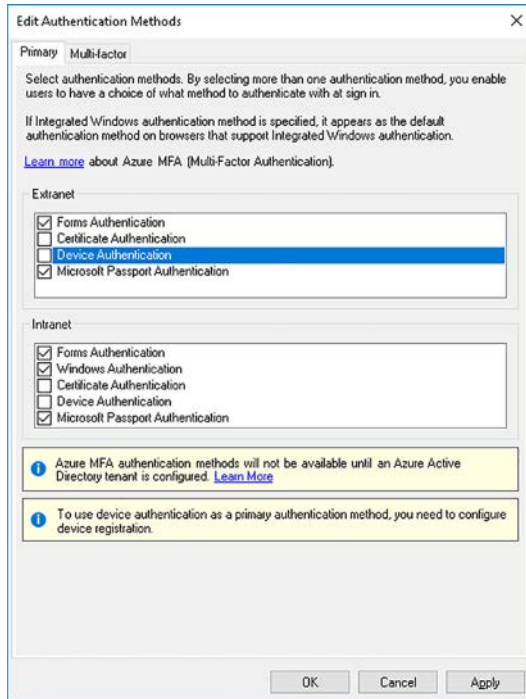 Edit Authentication Methods
Primary Multi-factor
Select authentication methods. By selecting more than one authentication method, you enable
users to have a choice of what method to authenticate with at sign in.
If Integrated Windows authentication method is specified, it appears as the default
authentication method on browsers that support Integrated Windows authentication.
Learn more about Azure MFA (Multi-Factor Authentication).
Extranet
Forms Authentication
Certificate Authentication
Device Authentication
Microsoft Passport Authentication
Intranet
Forms Authentication
Windows Authentication
Certificate Authentication
Device Authentication
Microsoft Passport Authentication
Azure MFA authentication methods will not be available until an Azure Active
Directory tenant is configured. Learn More
To use device authentication as a primary authentication method, you need to configure
device registration.
OK Cancel Apply